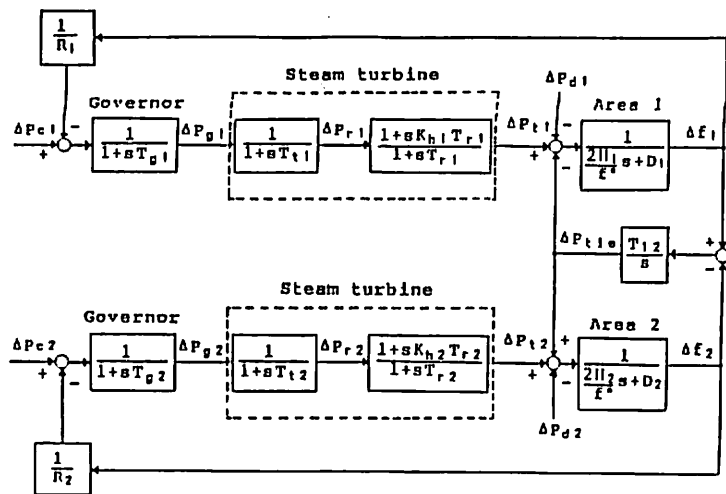 1
R1
Steam turbine
ΔPd1
Governor
Area 1
ΔPc1
ΔPg1
ΔPr1
ΔPt1
Δf1
1
1+sTg1
1
1+sTt1
1+sKh1Tr1
1+sTr1
1
2H1/f* s+D1
+
-
-
+
-
ΔPtie
T12
s
+
-
Steam turbine
Governor
Area 2
ΔPc2
ΔPg2
ΔPr2
ΔPt2
Δf2
1
1+sTg2
1
1+sTt2
1+sKh2Tr2
1+sTr2
1
2H2/f* s+D2
+
-
+
+
-
ΔPd2
1
R2